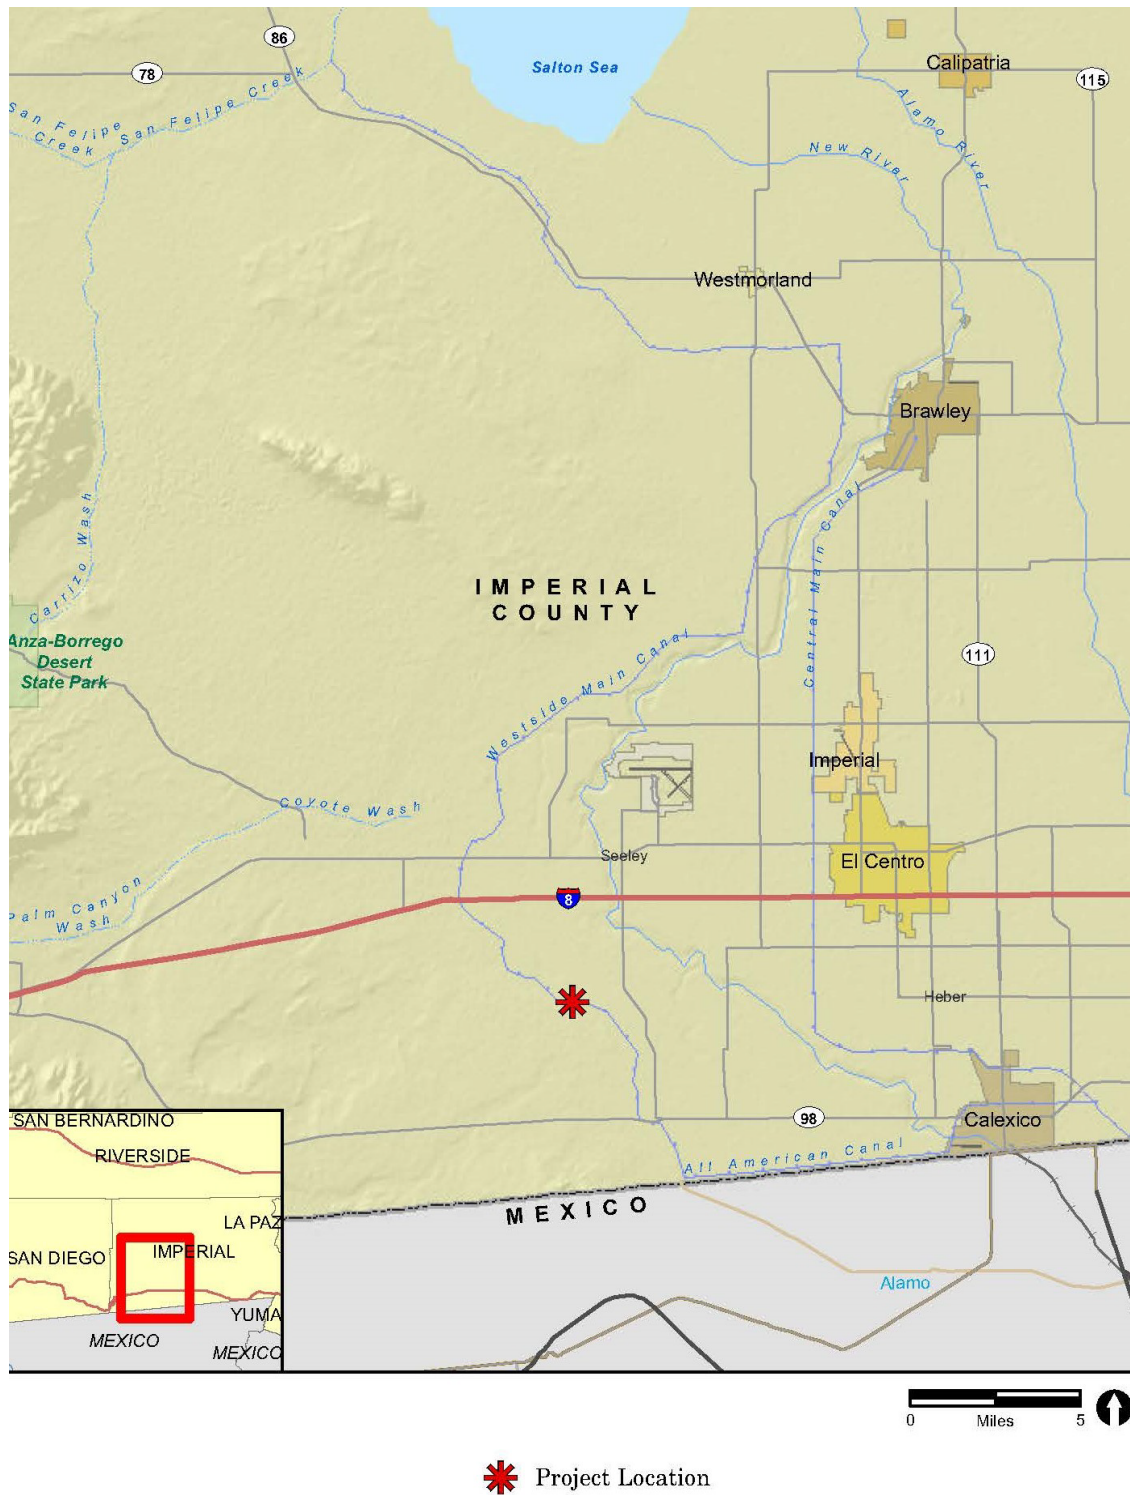 86
78
Salton Sea
Calipatria
115
San Felipe
Creek
San Felipe Creek
Alamo River
New River
Westmorland
Brawley
Carrizo Wash
Central Main Canal
IMPERIAL
COUNTY
Anza-Borrego
Desert
State Park
Westside Main Canal
111
Imperial
Coyote Wash
Seeley
El Centro
8
Palm Canyon
Wash
Heber
98
Calexico
All American Canal
MEXICO
Alamo
SAN BERNARDINO
RIVERSIDE
LA PAZ
SAN DIEGO
IMPERIAL
YUMA
MEXICO
MEXICO
0 Miles 5
Project Location